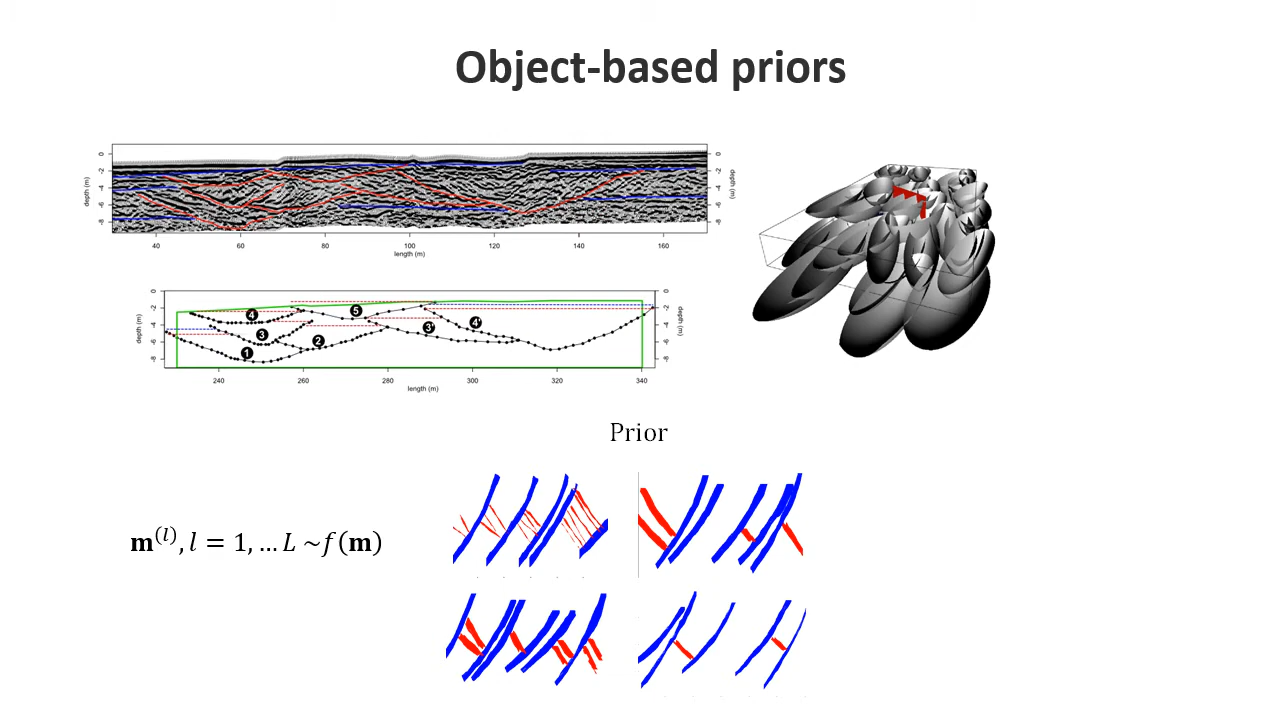 Object-based priors
0
-2
-4
-6
-8
depth (m)
0
-2
-4
-6
-8
depth (m)
40 60 80 100 120 140 160
length (m)
0
-2
-4
-6
-8
depth (m)
4 5 4'
3 2 3'
1
0
-2
-4
-6
-8
depth (m)
240 260 280 300 320 340
length (m)
Prior
𝐦⁽ˡ⁾, l = 1, … L ~f(𝐦)